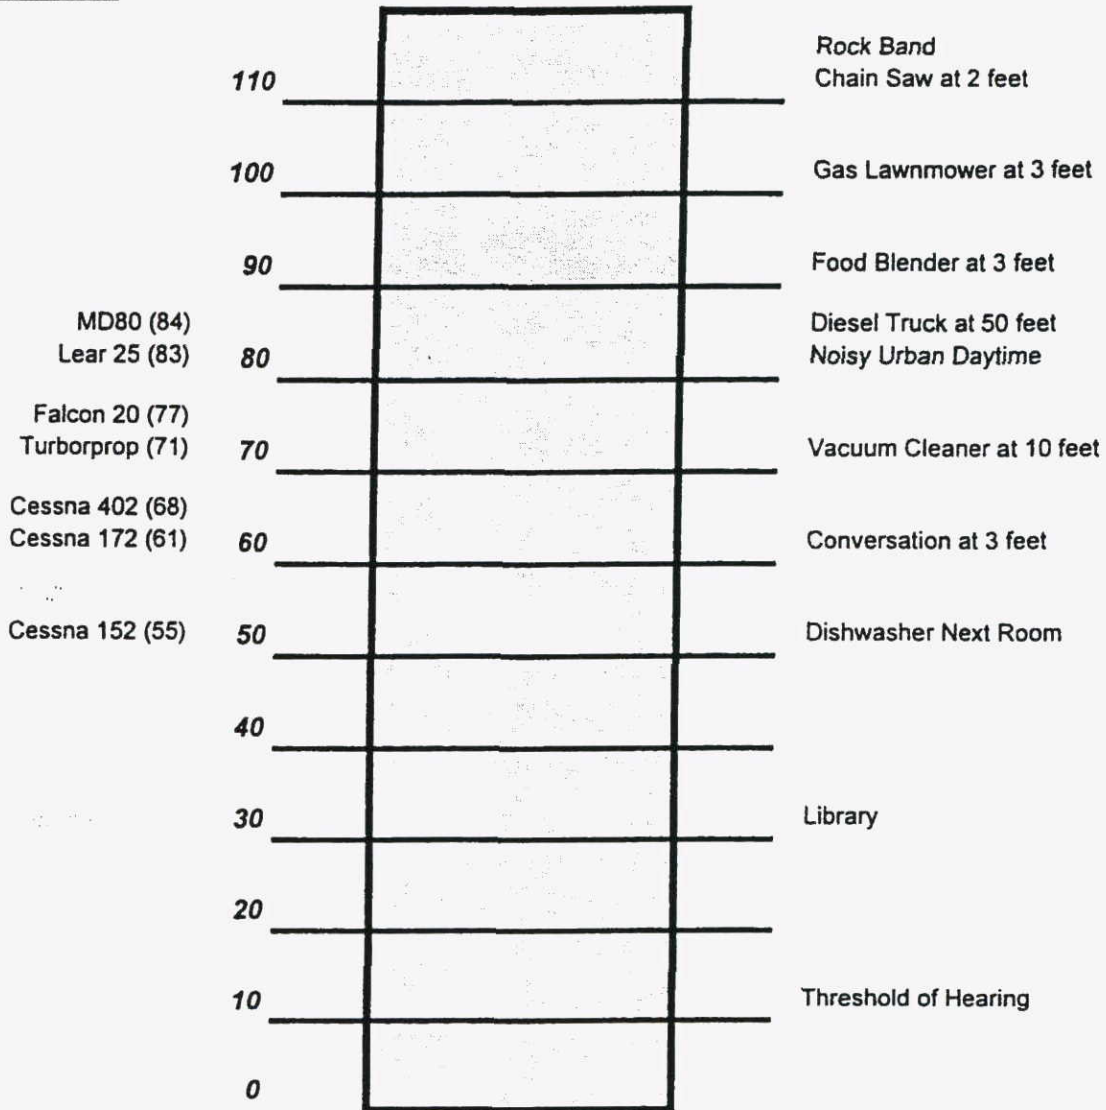 Rock Band
110 Chain Saw at 2 feet
100 Gas Lawnmower at 3 feet
90 Food Blender at 3 feet
MD80 (84) Diesel Truck at 50 feet
Lear 25 (83) 80 Noisy Urban Daytime
Falcon 20 (77)
Turborprop (71) 70 Vacuum Cleaner at 10 feet
Cessna 402 (68)
Cessna 172 (61) 60 Conversation at 3 feet
Cessna 152 (55) 50 Dishwasher Next Room
40
30 Library
20
10 Threshold of Hearing
0